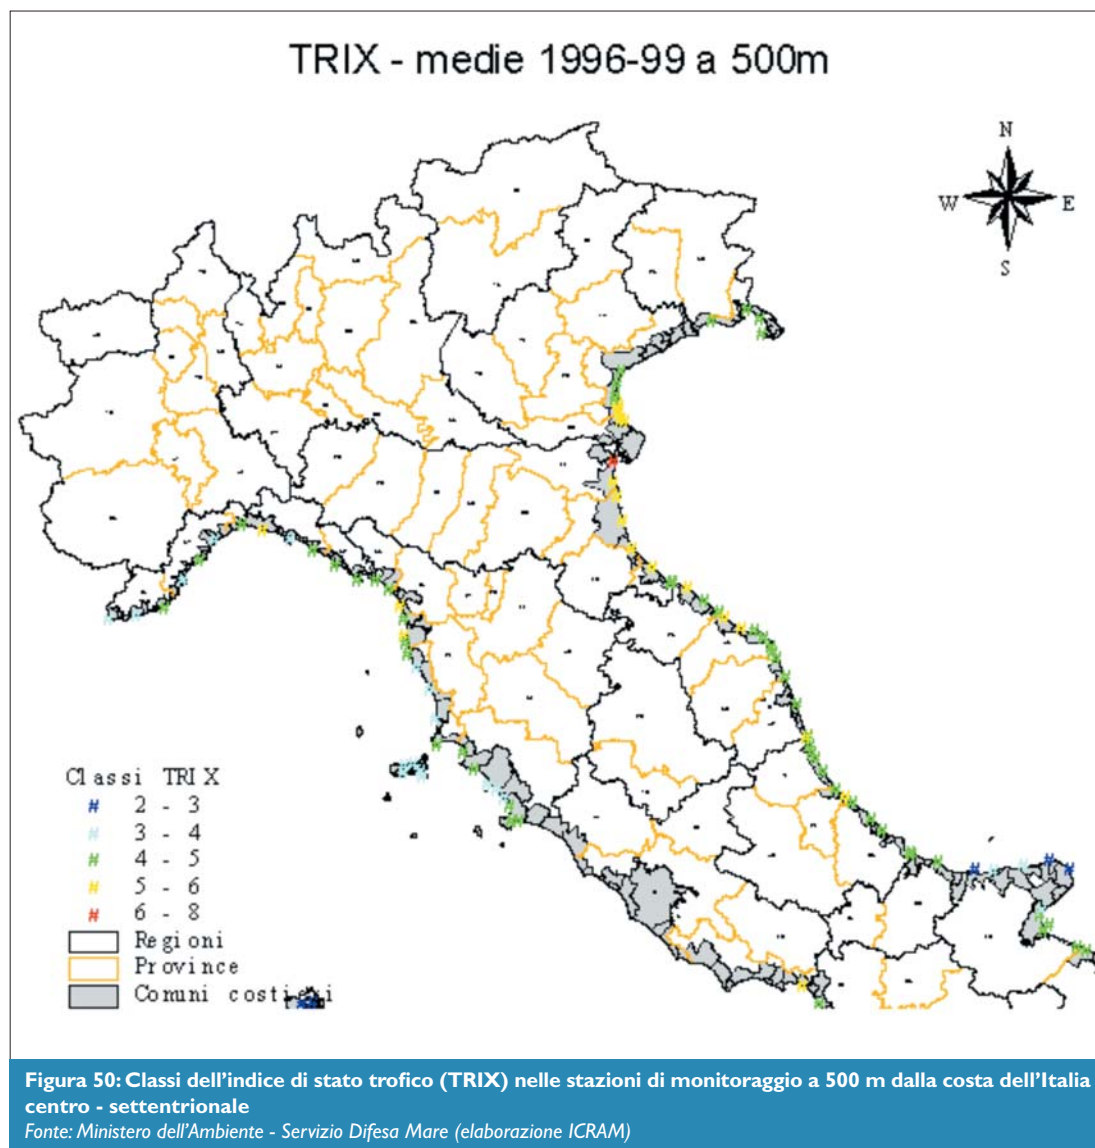 TRIX - medie 1996-99 a 500m
N
W E
S
Classi TRIX
# 2 - 3
# 3 - 4
# 4 - 5
# 5 - 6
# 6 - 8
Regioni
Province
Comuni costieri
Figura 50: Classi dell'indice di stato trofico (TRIX) nelle stazioni di monitoraggio a 500 m dalla costa dell'Italia
centro - settentrionale
Fonte: Ministero dell'Ambiente - Servizio Difesa Mare (elaborazione ICRAM)